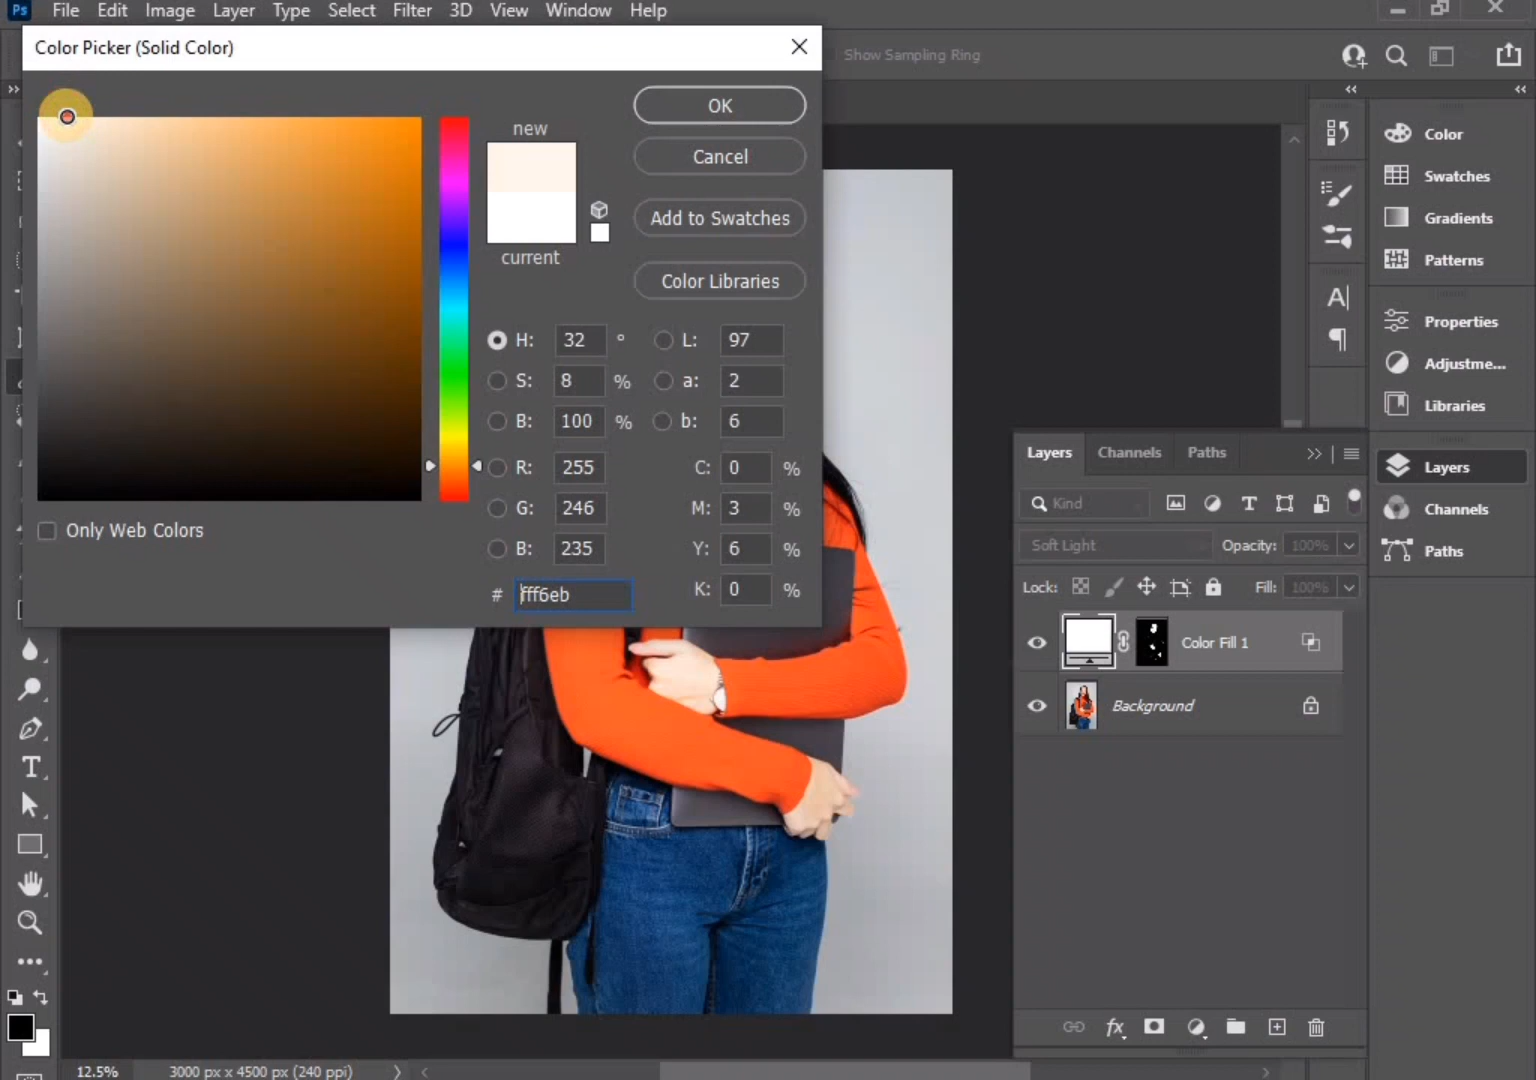 Ps File Edit Image Layer Type Select Filter 3D View Window Help
Color Picker (Solid Color)
Show Sampling Ring
OK
new
Cancel
Add to Swatches
current
Color Libraries
H: 32 ° L: 97
S: 8 % a: 2
B: 100 % b: 6
R: 255 C: 0 %
G: 246 M: 3 %
B: 235 Y: 6 %
# fff6eb K: 0 %
Only Web Colors
Color
Swatches
Gradients
Patterns
Properties
Adjustme...
Libraries
Layers
Channels
Paths
Layers Channels Paths
Kind
Soft Light Opacity: 100%
Lock: Fill: 100%
Color Fill 1
Background
fx
12.5% 3000 px x 4500 px (240 ppi)